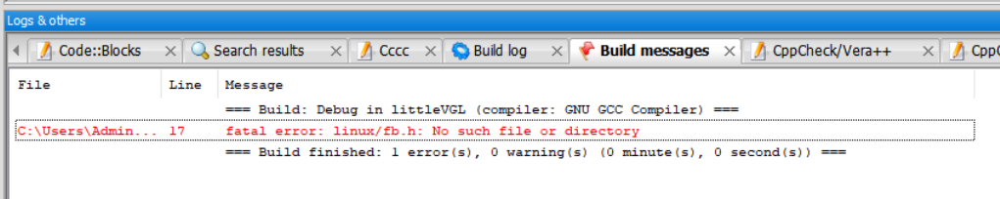 Logs & others
Code::Blocks Search results Cccc Build log Build messages CppCheck/Vera++
File Line Message
=== Build: Debug in littleVGL (compiler: GNU GCC Compiler) ===
C:\Users\Admin... 17 fatal error: linux/fb.h: No such file or directory
=== Build finished: 1 error(s), 0 warning(s) (0 minute(s), 0 second(s)) ===